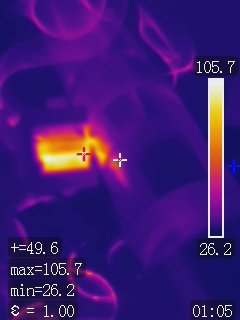 105.7
26.2
+=49.6
max=105.7
min=26.2
ε = 1.00
01:05